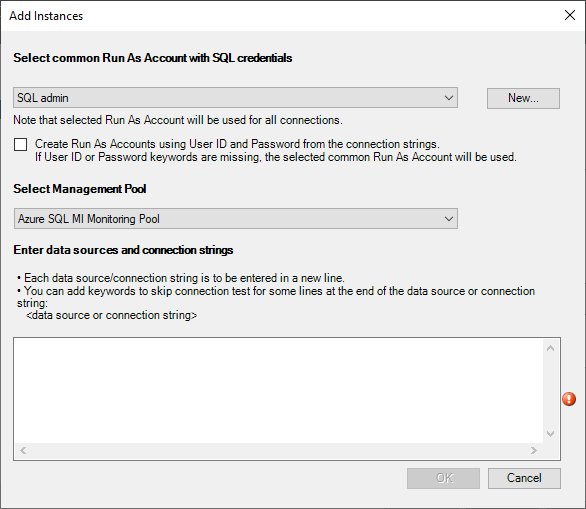 Add Instances
Select common Run As Account with SQL credentials
SQL admin
New...
Note that selected Run As Account will be used for all connections.
Create Run As Accounts using User ID and Password from the connection strings.
If User ID or Password keywords are missing, the selected common Run As Account will be used.
Select Management Pool
Azure SQL MI Monitoring Pool
Enter data sources and connection strings
• Each data source/connection string is to be entered in a new line.
• You can add keywords to skip connection test for some lines at the end of the data source or connection
string:
<data source or connection string>
OK
Cancel